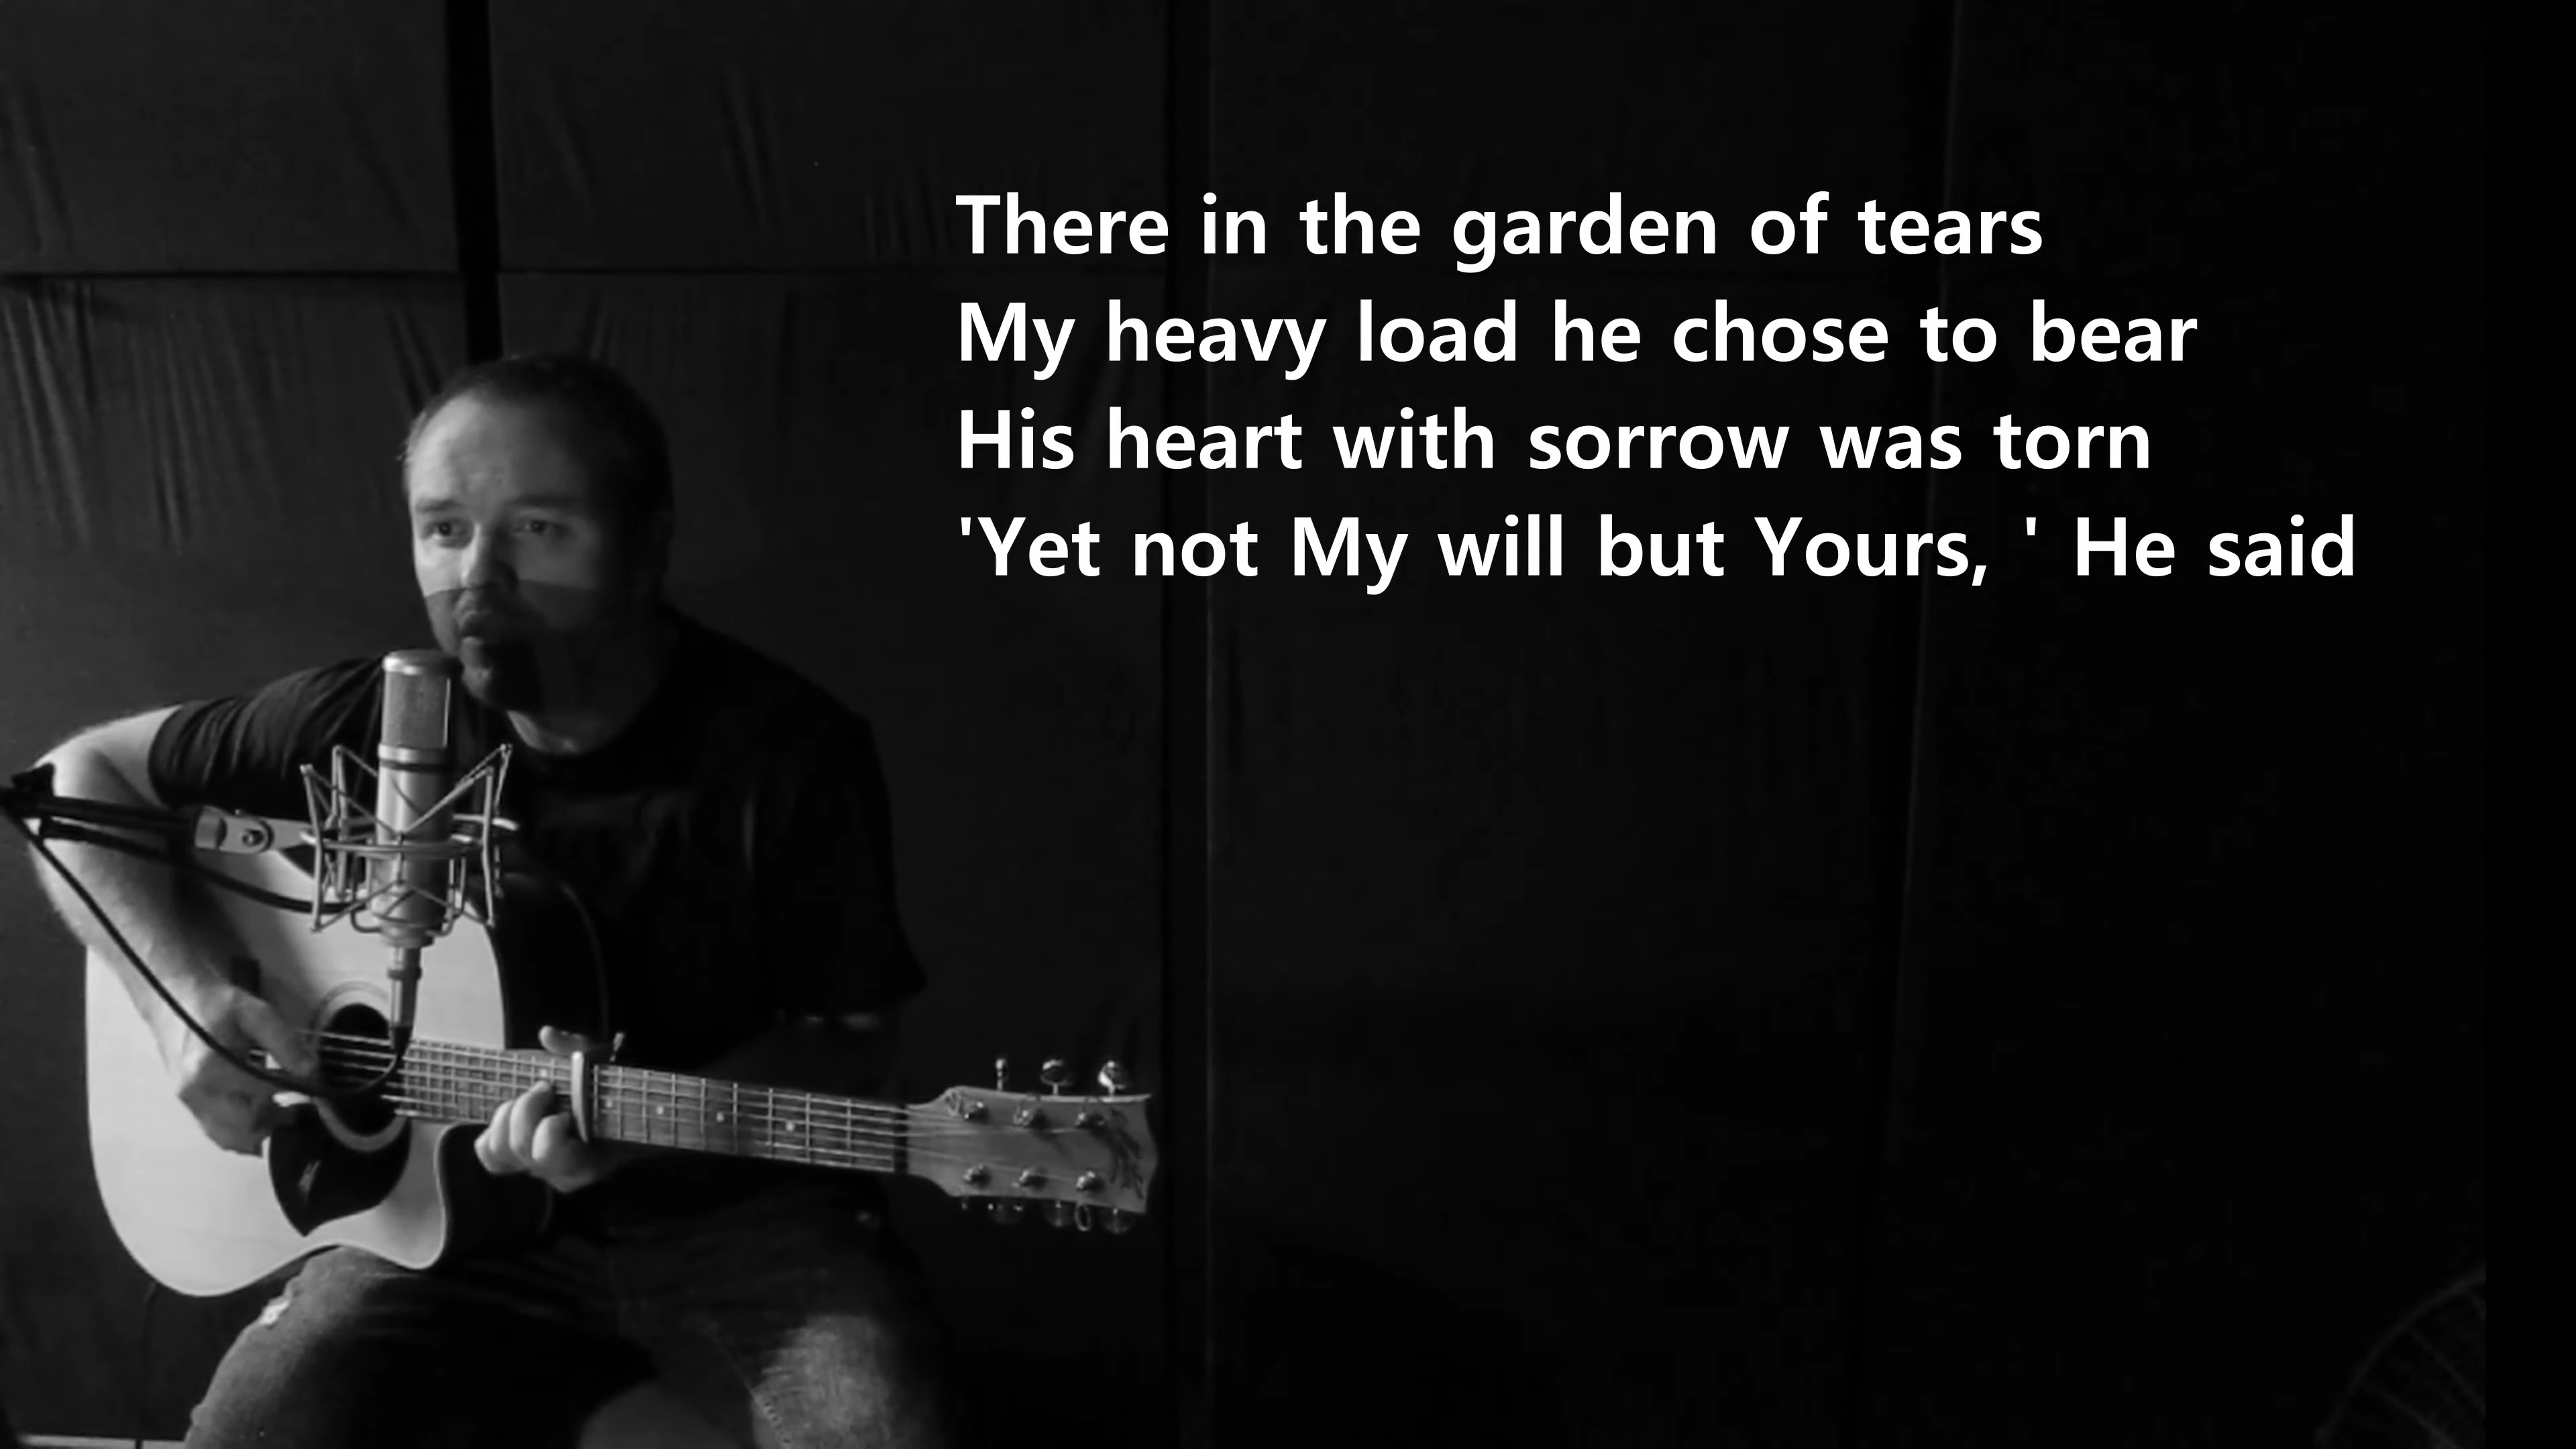 There in the garden of tears
My heavy load he chose to bear
His heart with sorrow was torn
'Yet not My will but Yours, ' He said